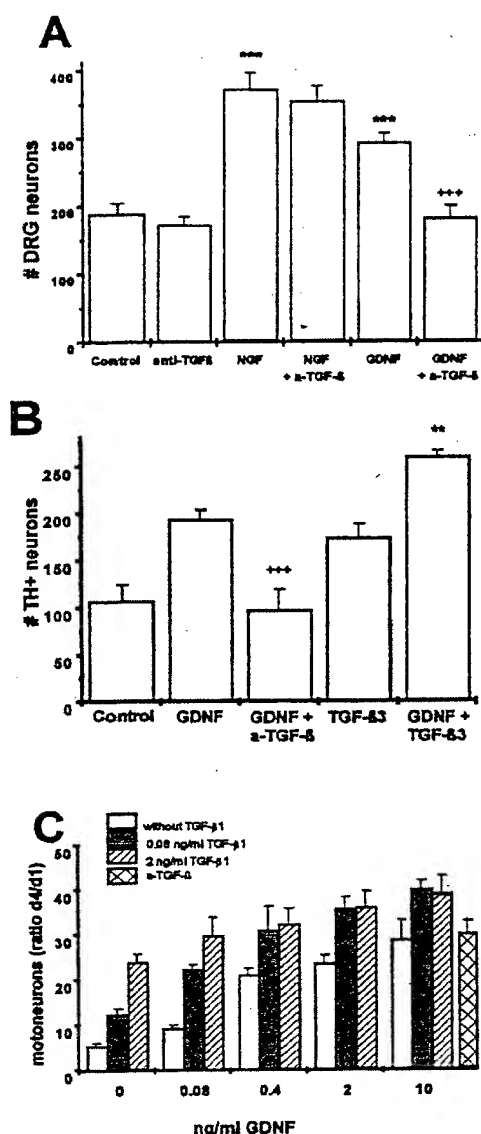 A
# DRG neurons
400
300
200
100
0
***
***
+++
Control anti-TGFß NGF NGF + a-TGF-ß GDNF GDNF + a-TGF-ß
B
# TH+ neurons
250
200
150
100
50
0
+++
**
Control GDNF GDNF + a-TGF-ß TGF-ß3 GDNF + TGF-ß3
C
without TGF-β1
0.08 ng/ml TGF-β1
2 ng/ml TGF-β1
a-TGF-ß
motoneurons (ratio d4/d1)
50
40
30
20
10
0
0 0.08 0.4 2 10
ng/ml GDNF